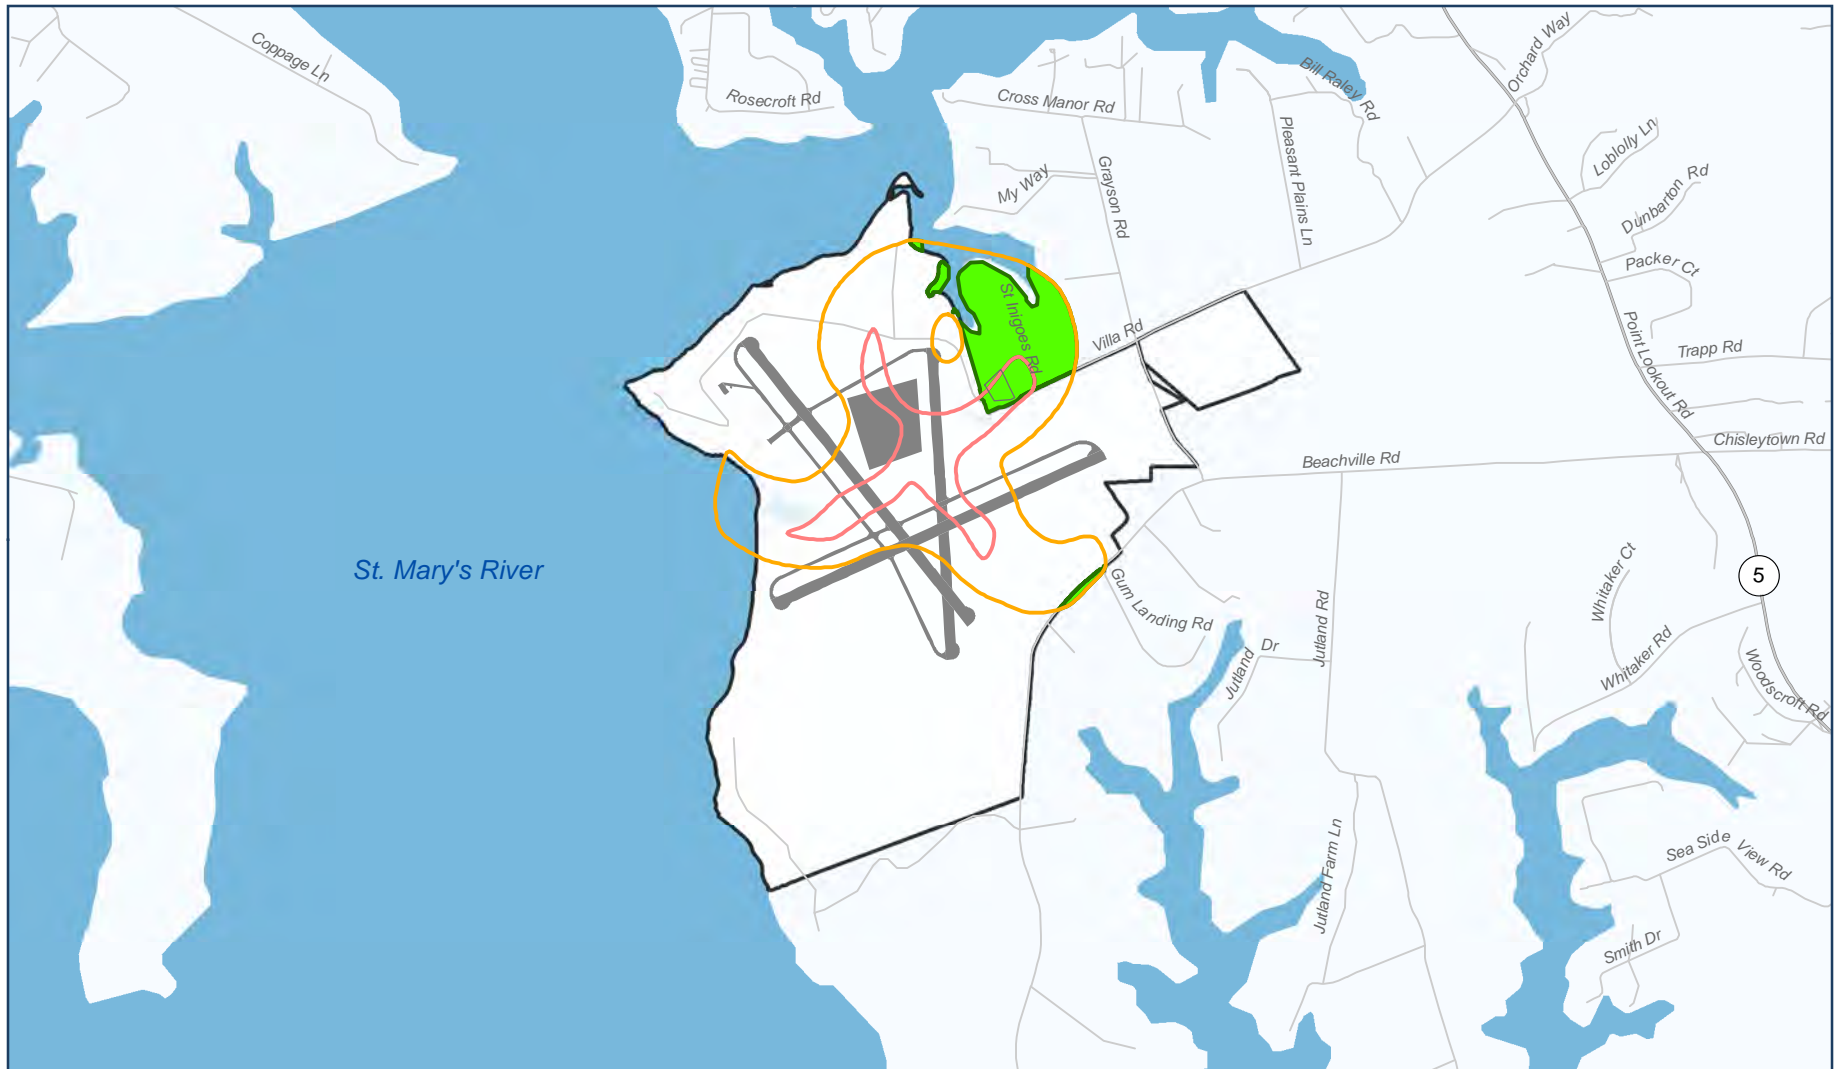 Coppage Ln
Rosecroft Rd
Cross Manor Rd
Bill Raley Rd
Orchard Way
Pleasant Plains Ln
Loblolly Ln
My Way
Grayson Rd
Dunbarton Rd
Packer Ct
St Inigoes Rd
Villa Rd
Point Lookout Rd
Trapp Rd
Chisleytown Rd
Beachville Rd
St. Mary's River
5
Whitaker Ct
Gum Landing Rd
Jutland Rd
Jutland Dr
Whitaker Rd
Woodscroft Rd
Sea Side View Rd
Jutland Farm Ln
Smith Dr